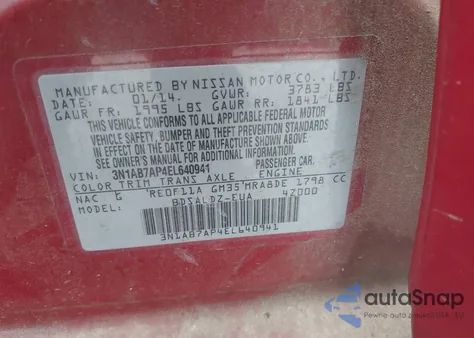 MANUFACTURED BY NISSAN MOTOR CO., LTD.
DATE: 01/14. GVWR: 3783 LBS
GAWR FR: 1995 LBS GAWR RR: 1841 LBS
THIS VEHICLE CONFORMS TO ALL APPLICABLE FEDERAL MOTOR
VEHICLE SAFETY, BUMPER AND THEFT PREVENTION STANDARDS
IN EFFECT ON THE DATE OF MANUFACTURE SHOWN ABOVE.
SEE OWNER'S MANUAL FOR ADDITIONAL INFORMATION.
VIN: 3N1AB7AP4EL640941 PASSENGER CAR.
COLOR TRIM TRANS AXLE ENGINE
NAC G RE0F11A GM35 MRA8DE 1798 CC
MODEL: BDSALDZ-EUA 42000
3N1AB7AP4EL640941
autoSnap
Pewne auta z